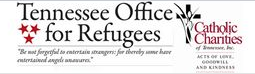 Tennessee Office
for Refugees
"Be not forgetful to entertain strangers: for thereby some have
entertained angels unawares."
Catholic
Charities
of Tennessee, Inc.
ACTS OF LOVE,
GOODWILL
AND KINDNESS